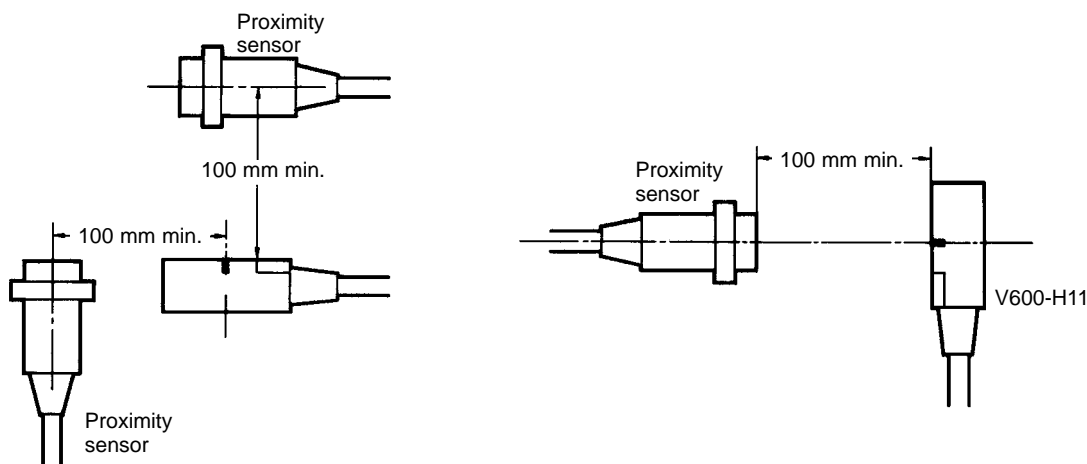 Proximity
sensor
100 mm min.
100 mm min.
Proximity
sensor
Proximity
sensor
100 mm min.
V600-H11